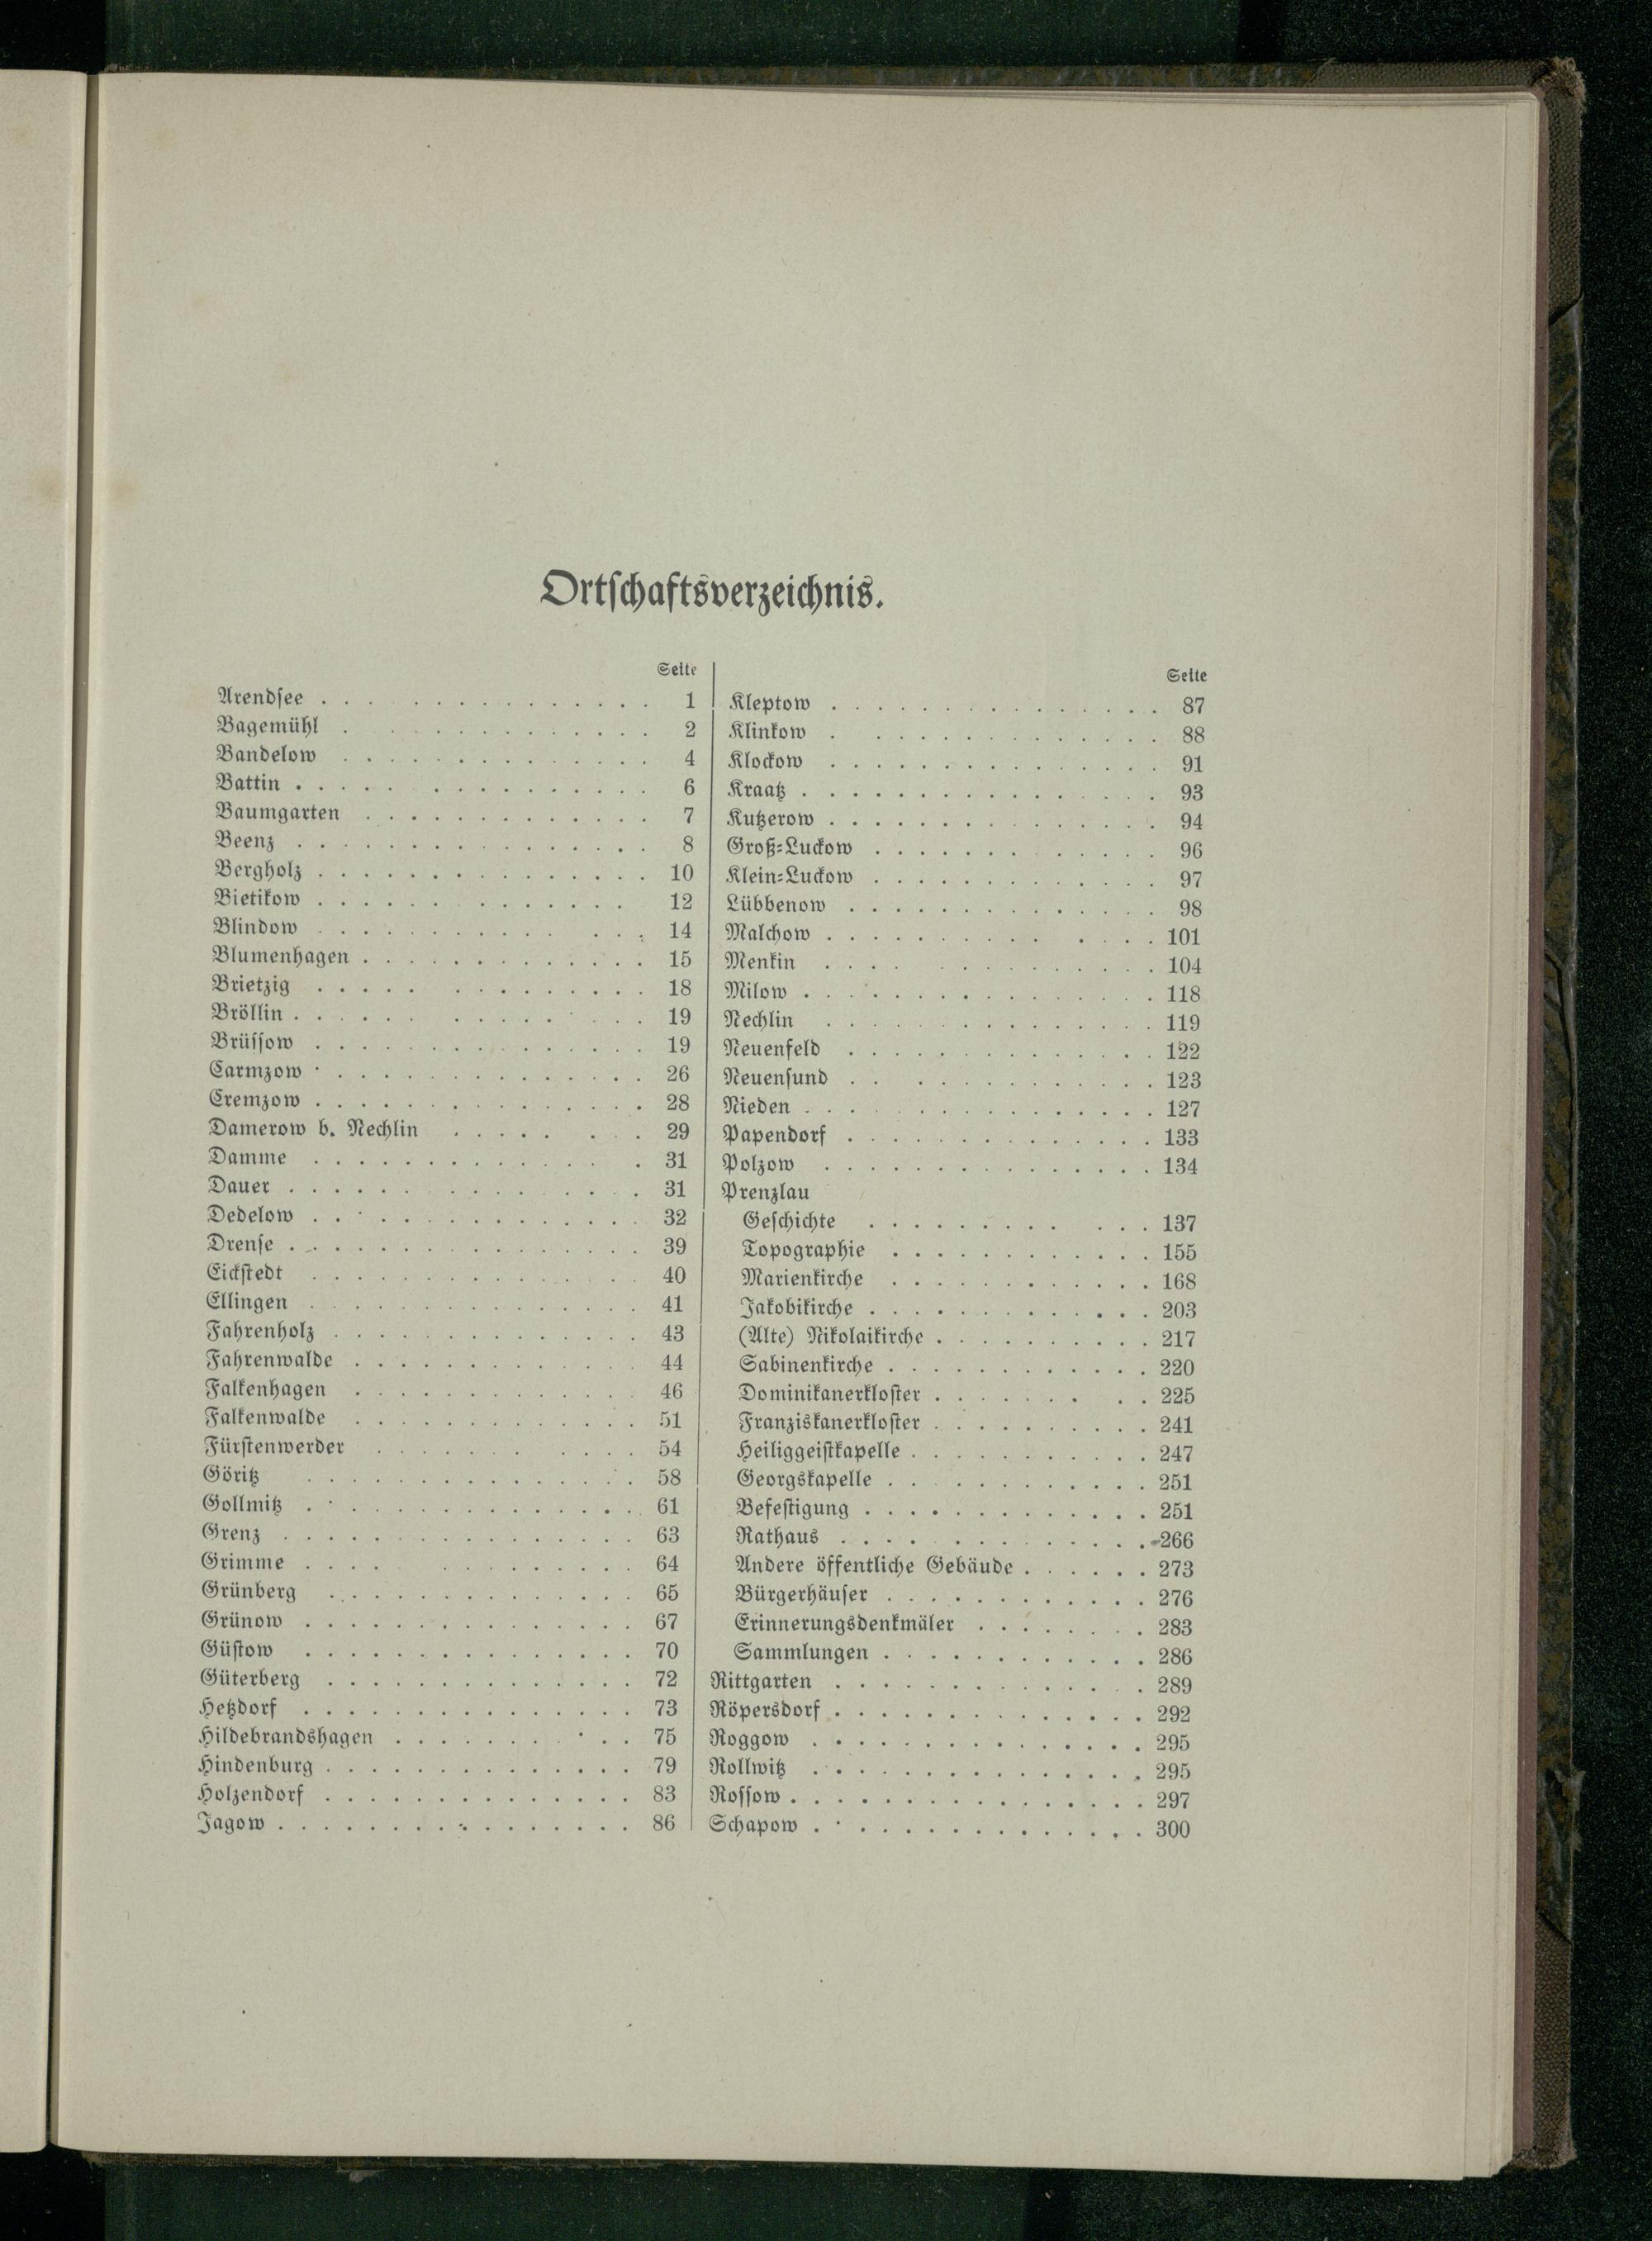 Ortschaftsverzeichnis.
Seite
Arendsee . . . . . . . . . . . . . . 1
Bagemühl . . . . . . . . . . . . . 2
Bandelow . . . . . . . . . . . . . 4
Battin . . . . . . . . . . . . . . 6
Baumgarten . . . . . . . . . . . . . 7
Beenz . . . . . . . . . . . . . . 8
Bergholz . . . . . . . . . . . . . . 10
Bietikow . . . . . . . . . . . . . . 12
Blindow . . . . . . . . . . . . . . 14
Blumenhagen . . . . . . . . . . . . . 15
Brietzig . . . . . . . . . . . . . . 18
Bröllin . . . . . . . . . . . . . . 19
Brüssow . . . . . . . . . . . . . . 19
Carmzow . . . . . . . . . . . . . . 26
Cremzow . . . . . . . . . . . . . . 28
Damerow b. Nechlin . . . . . . . . 29
Damme . . . . . . . . . . . . . . 31
Dauer . . . . . . . . . . . . . . 31
Dedelow . . . . . . . . . . . . . . 32
Drense . . . . . . . . . . . . . . 39
Eickstedt . . . . . . . . . . . . . . 40
Ellingen . . . . . . . . . . . . . . 41
Fahrenholz . . . . . . . . . . . . . . 43
Fahrenwalde . . . . . . . . . . . . . 44
Falkenhagen . . . . . . . . . . . . . 46
Falkenwalde . . . . . . . . . . . . . 51
Fürstenwerder . . . . . . . . . . . 54
Göritz . . . . . . . . . . . . . . 58
Gollmitz . . . . . . . . . . . . . . 61
Grenz . . . . . . . . . . . . . . 63
Grimme . . . . . . . . . . . . . . 64
Grünberg . . . . . . . . . . . . . . 65
Grünow . . . . . . . . . . . . . . 67
Güstow . . . . . . . . . . . . . . 70
Güterberg . . . . . . . . . . . . . . 72
Hetzdorf . . . . . . . . . . . . . . 73
Hildebrandshagen . . . . . . . . . . 75
Hindenburg . . . . . . . . . . . . . . 79
Holzendorf . . . . . . . . . . . . . . 83
Jagow . . . . . . . . . . . . . . 86
Seite
Kleptow . . . . . . . . . . . . . . 87
Klinkow . . . . . . . . . . . . . . 88
Klockow . . . . . . . . . . . . . . 91
Kraatz . . . . . . . . . . . . . . 93
Kutzerow . . . . . . . . . . . . . . 94
Groß-Luckow . . . . . . . . . . . . . 96
Klein-Luckow . . . . . . . . . . . . . 97
Lübbenow . . . . . . . . . . . . . . 98
Malchow . . . . . . . . . . . . . . 101
Menkin . . . . . . . . . . . . . . 104
Milow . . . . . . . . . . . . . . 118
Nechlin . . . . . . . . . . . . . . 119
Neuenfeld . . . . . . . . . . . . . . 122
Neuensund . . . . . . . . . . . . . . 123
Nieden . . . . . . . . . . . . . . 127
Papendorf . . . . . . . . . . . . . . 133
Polzow . . . . . . . . . . . . . . 134
Prenzlau
Geschichte . . . . . . . . . . . . 137
Topographie . . . . . . . . . . . . 155
Marienkirche . . . . . . . . . . . . 168
Jakobikirche . . . . . . . . . . . . 203
(Alte) Nikolaikirche . . . . . . . . . . 217
Sabinenkirche . . . . . . . . . . . . 220
Dominikanerkloster . . . . . . . . . 225
Franziskanerkloster . . . . . . . . . . 241
Heiliggeistkapelle . . . . . . . . . . . 247
Georgskapelle . . . . . . . . . . . . 251
Befestigung . . . . . . . . . . . . . 251
Rathaus . . . . . . . . . . . . . 266
Andere öffentliche Gebäude . . . . . . 273
Bürgerhäuser . . . . . . . . . . . . 276
Erinnerungsdenkmäler . . . . . . . . 283
Sammlungen . . . . . . . . . . . . 286
Rittgarten . . . . . . . . . . . . . . 289
Röpersdorf . . . . . . . . . . . . . . 292
Roggow . . . . . . . . . . . . . . 295
Rollwitz . . . . . . . . . . . . . . 295
Rossow . . . . . . . . . . . . . . 297
Schapow . . . . . . . . . . . . . . 300